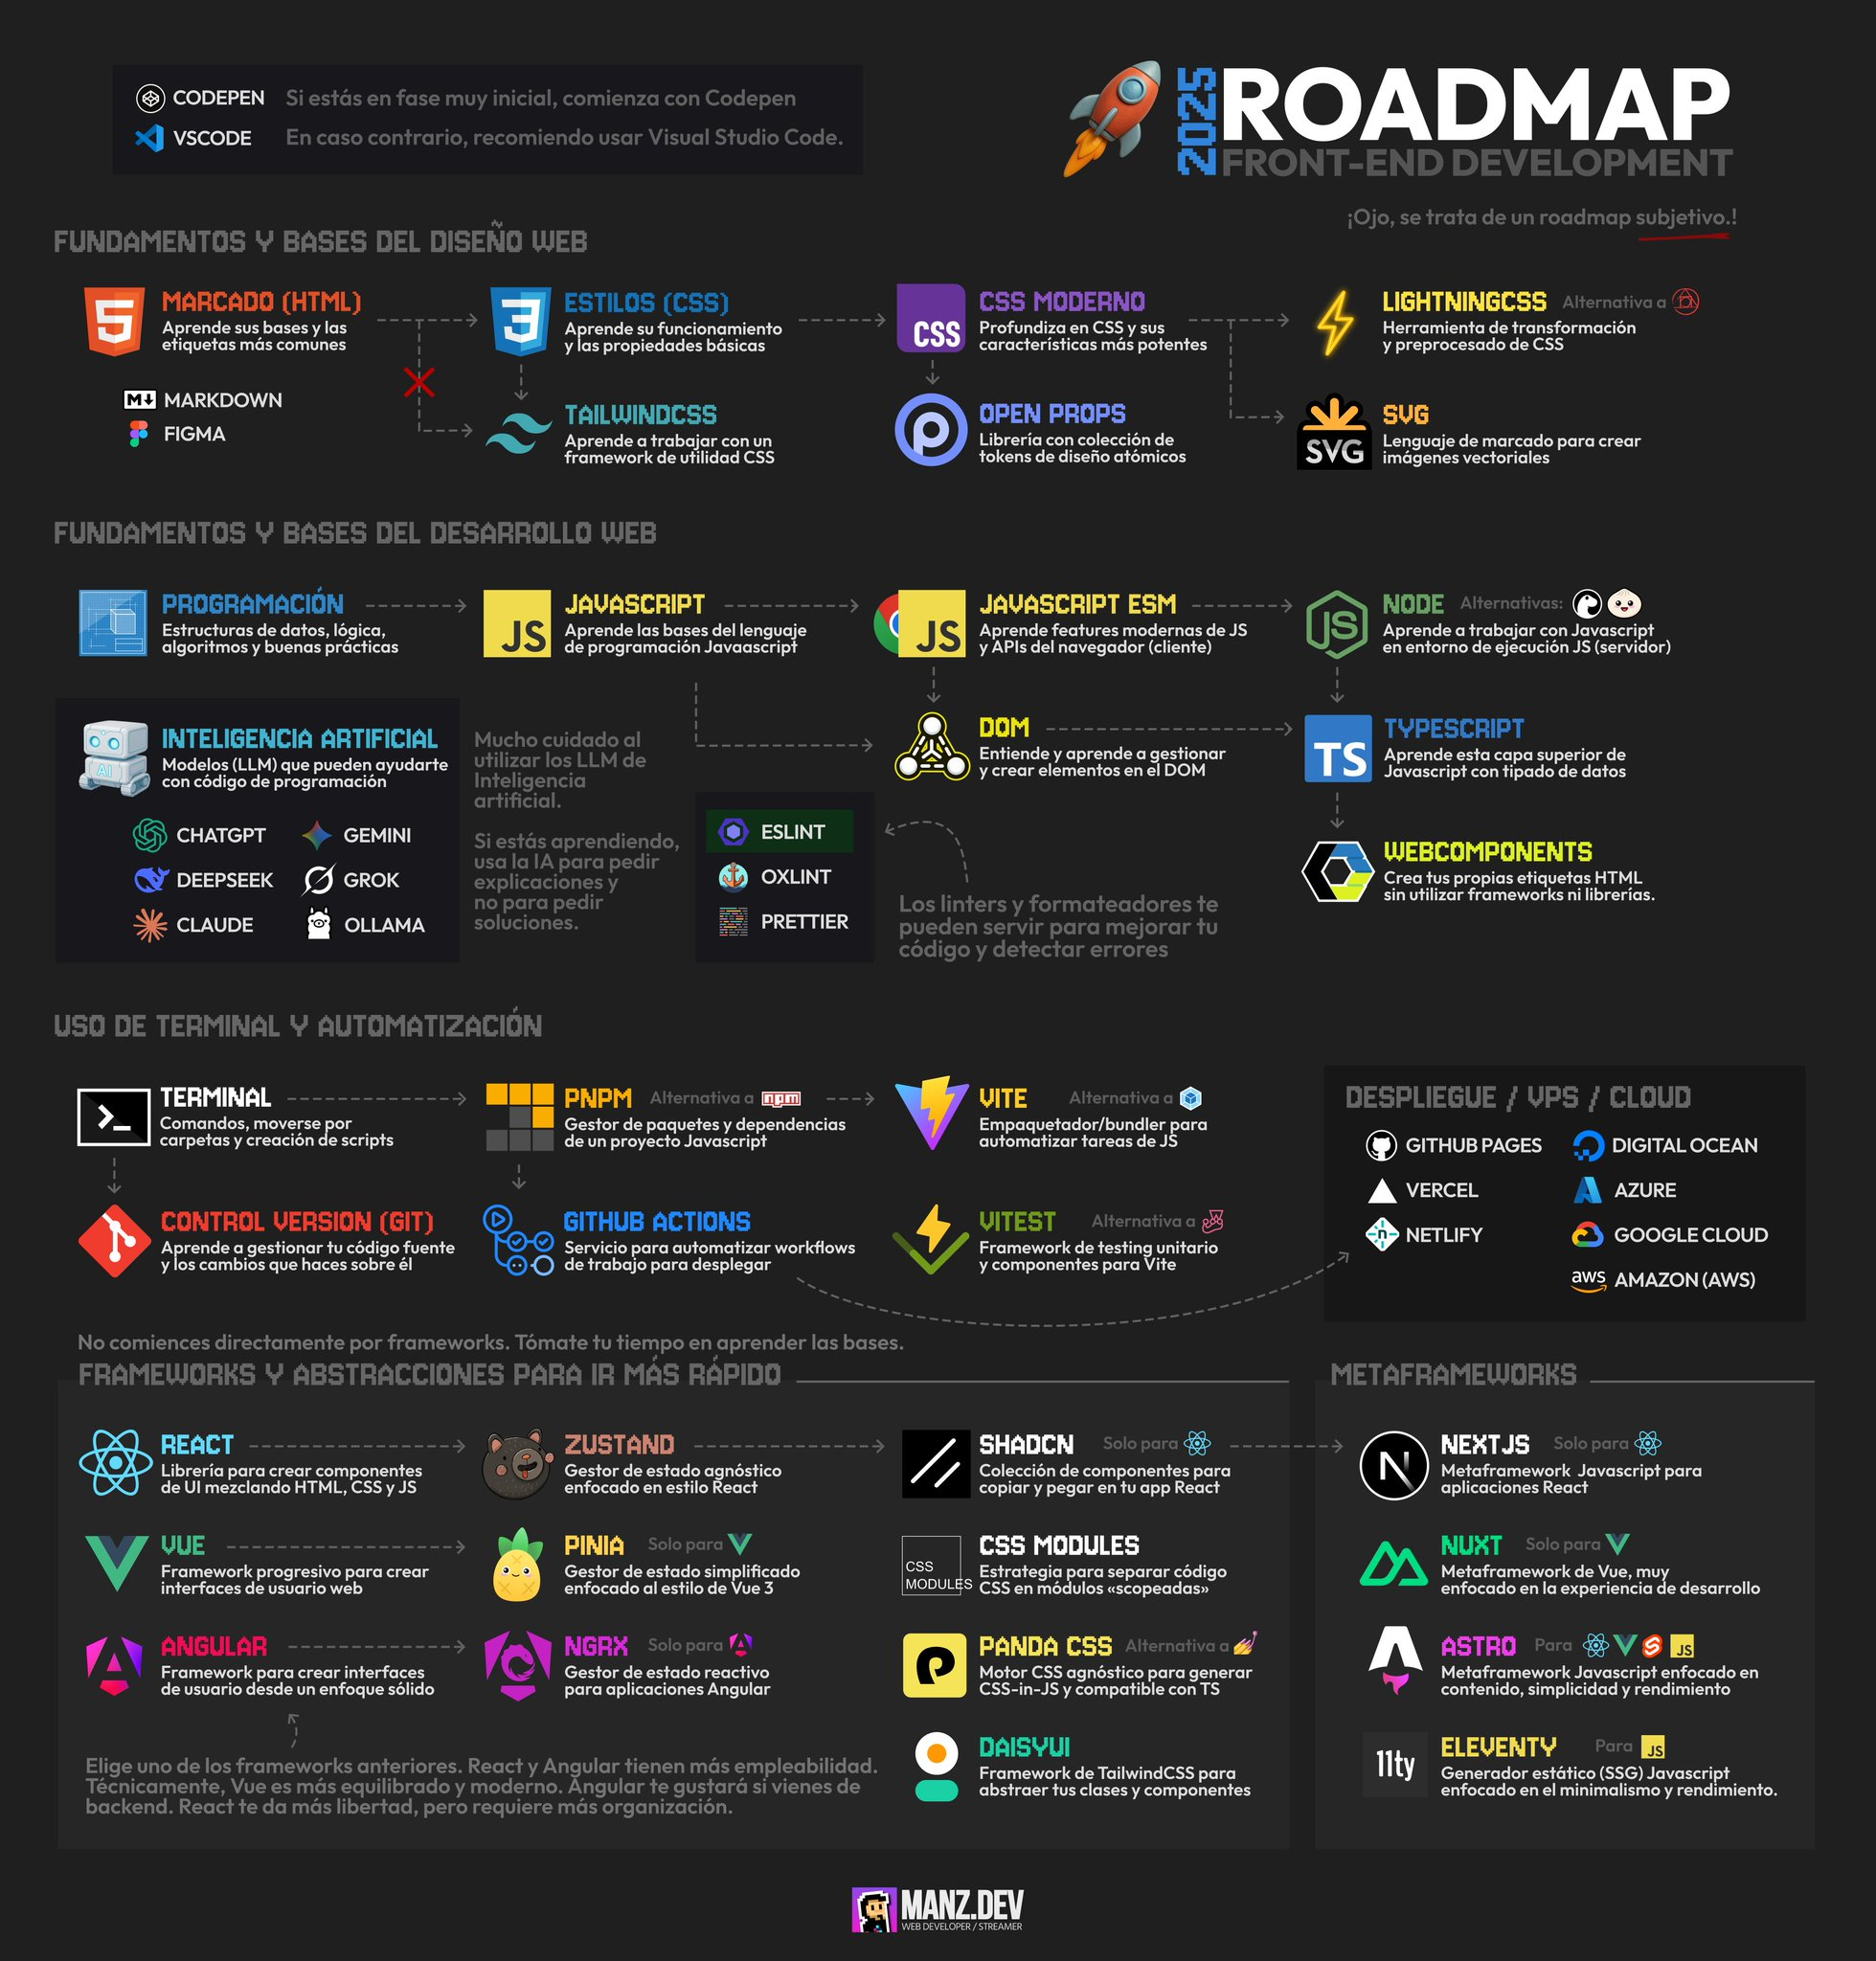 CODEPEN Si estás en fase muy inicial, comienza con Codepen
VSCODE En caso contrario, recomiendo usar Visual Studio Code.
2025
ROADMAP
FRONT-END DEVELOPMENT
¡Ojo, se trata de un roadmap subjetivo.!
FUNDAMENTOS Y BASES DEL DISEÑO WEB
MARCADO (HTML)
Aprende sus bases y las
etiquetas más comunes
MARKDOWN
FIGMA
ESTILOS (CSS)
Aprende su funcionamiento
y las propiedades básicas
TAILWINDCSS
Aprende a trabajar con un
framework de utilidad CSS
CSS
CSS MODERNO
Profundiza en CSS y sus
características más potentes
OPEN PROPS
Librería con colección de
tokens de diseño atómicos
LIGHTNINGCSS Alternativa a
Herramienta de transformación
y preprocesado de CSS
SVG
SVG
Lenguaje de marcado para crear
imágenes vectoriales
FUNDAMENTOS Y BASES DEL DESARROLLO WEB
PROGRAMACIÓN
Estructuras de datos, lógica,
algoritmos y buenas prácticas
JS
JAVASCRIPT
Aprende las bases del lenguaje
de programación Javaascript
JS
JAVASCRIPT ESM
Aprende features modernas de JS
y APIs del navegador (cliente)
JS
NODE Alternativas:
Aprende a trabajar con Javascript
en entorno de ejecución JS (servidor)
AI
INTELIGENCIA ARTIFICIAL
Modelos (LLM) que pueden ayudarte
con código de programación
CHATGPT GEMINI
DEEPSEEK GROK
CLAUDE OLLAMA
Mucho cuidado al
utilizar los LLM de
Inteligencia
artificial.
Si estás aprendiendo,
usa la IA para pedir
explicaciones y
no para pedir
soluciones.
ESLINT
OXLINT
PRETTIER
DOM
Entiende y aprende a gestionar
y crear elementos en el DOM
Los linters y formateadores te
pueden servir para mejorar tu
código y detectar errores
TS
TYPESCRIPT
Aprende esta capa superior de
Javascript con tipado de datos
WEBCOMPONENTS
Crea tus propias etiquetas HTML
sin utilizar frameworks ni librerías.
USO DE TERMINAL Y AUTOMATIZACIÓN
TERMINAL
Comandos, moverse por
carpetas y creación de scripts
PNPM Alternativa a npm
Gestor de paquetes y dependencias
de un proyecto Javascript
VITE Alternativa a
Empaquetador/bundler para
automatizar tareas de JS
CONTROL VERSION (GIT)
Aprende a gestionar tu código fuente
y los cambios que haces sobre él
GITHUB ACTIONS
Servicio para automatizar workflows
de trabajo para desplegar
VITEST Alternativa a
Framework de testing unitario
y componentes para Vite
DESPLIEGUE / VPS / CLOUD
GITHUB PAGES DIGITAL OCEAN
VERCEL AZURE
NETLIFY GOOGLE CLOUD
aws AMAZON (AWS)
No comiences directamente por frameworks. Tómate tu tiempo en aprender las bases.
FRAMEWORKS Y ABSTRACCIONES PARA IR MÁS RÁPIDO
REACT
Librería para crear componentes
de UI mezclando HTML, CSS y JS
ZUSTAND
Gestor de estado agnóstico
enfocado en estilo React
SHADCN Solo para
Colección de componentes para
copiar y pegar en tu app React
VUE
Framework progresivo para crear
interfaces de usuario web
PINIA Solo para
Gestor de estado simplificado
enfocado al estilo de Vue 3
CSS
MODULES
CSS MODULES
Estrategia para separar código
CSS en módulos «scopeadas»
ANGULAR
Framework para crear interfaces
de usuario desde un enfoque sólido
NGRX Solo para
Gestor de estado reactivo
para aplicaciones Angular
PANDA CSS Alternativa a
Motor CSS agnóstico para generar
CSS-in-JS y compatible con TS
DAISYUI
Framework de TailwindCSS para
abstraer tus clases y componentes
Elige uno de los frameworks anteriores. React y Angular tienen más empleabilidad.
Técnicamente, Vue es más equilibrado y moderno. Angular te gustará si vienes de
backend. React te da más libertad, pero requiere más organización.
METAFRAMEWORKS
N
NEXTJS Solo para
Metaframework Javascript para
aplicaciones React
NUXT Solo para
Metaframework de Vue, muy
enfocado en la experiencia de desarrollo
ASTRO Para JS
Metaframework Javascript enfocado en
contenido, simplicidad y rendimiento
11ty
ELEVENTY Para JS
Generador estático (SSG) Javascript
enfocado en el minimalismo y rendimiento.
MANZ.DEV
WEB DEVELOPER / STREAMER